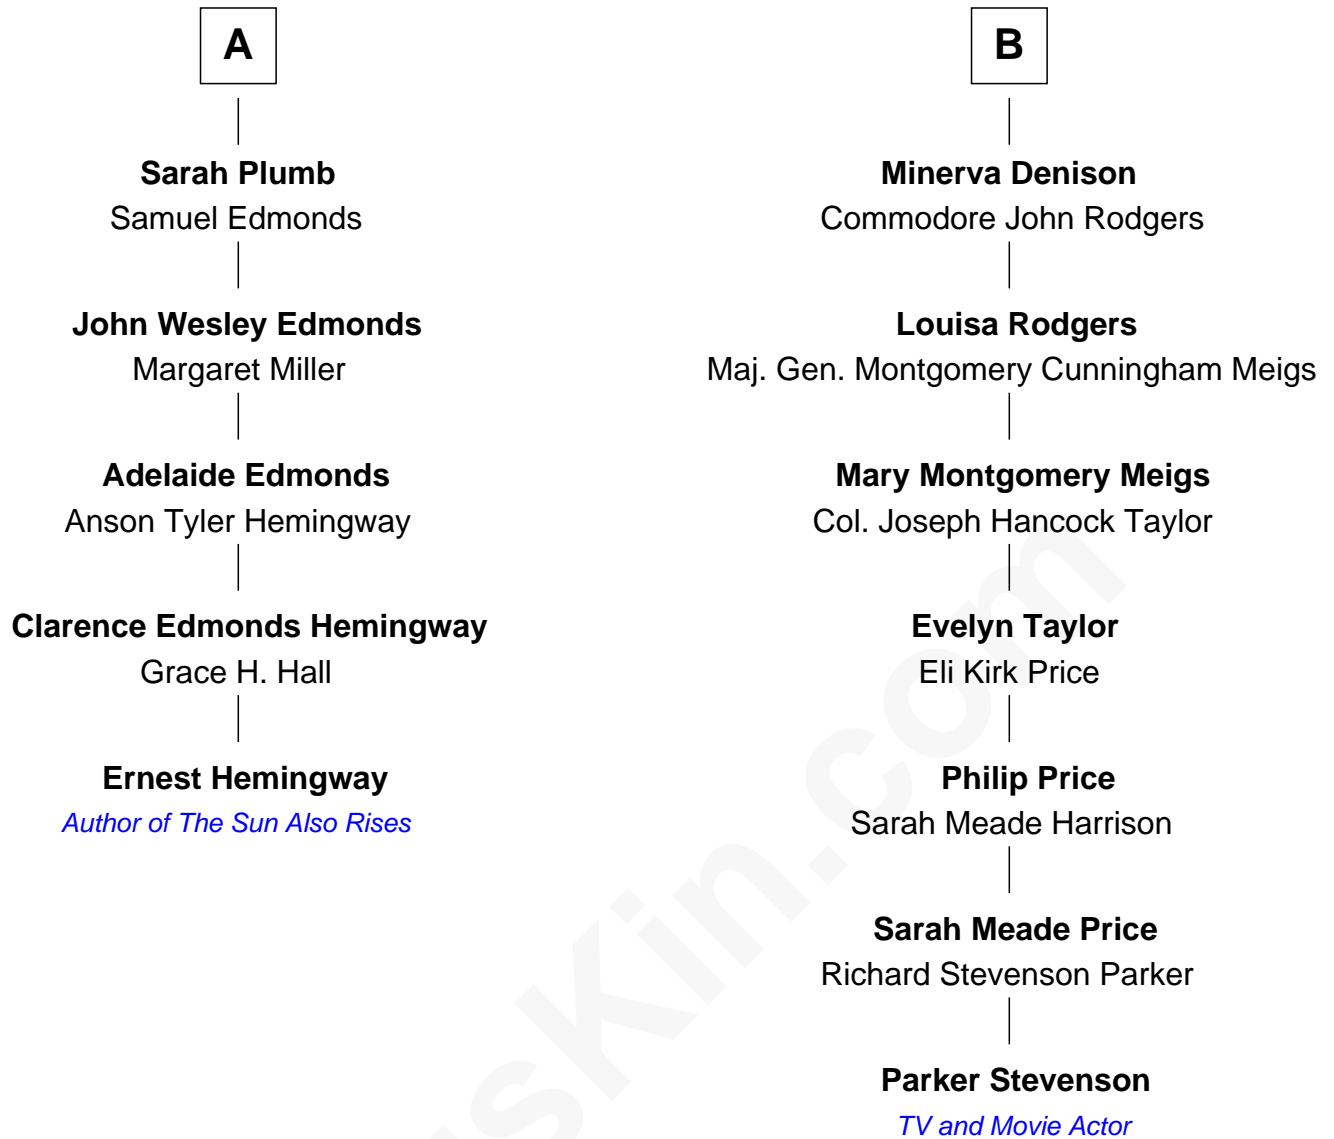 A
Sarah Plumb
Samuel Edmonds
John Wesley Edmonds
Margaret Miller
Adelaide Edmonds
Anson Tyler Hemingway
Clarence Edmonds Hemingway
Grace H. Hall
Ernest Hemingway
Author of The Sun Also Rises
B
Minerva Denison
Commodore John Rodgers
Louisa Rodgers
Maj. Gen. Montgomery Cunningham Meigs
Mary Montgomery Meigs
Col. Joseph Hancock Taylor
Evelyn Taylor
Eli Kirk Price
Philip Price
Sarah Meade Harrison
Sarah Meade Price
Richard Stevenson Parker
Parker Stevenson
TV and Movie Actor
sKin.com